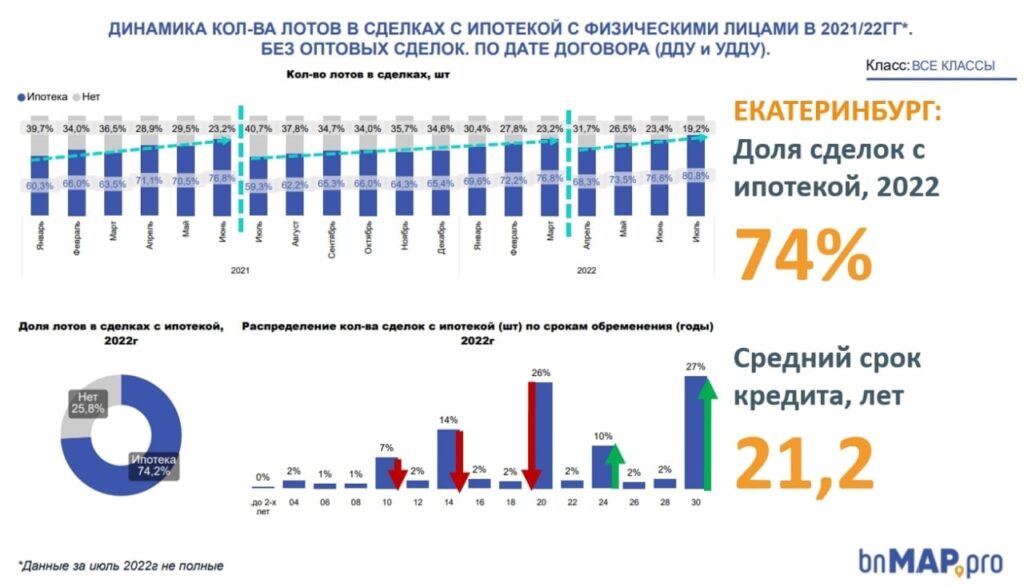 ДИНАМИКА КОЛ-ВА ЛОТОВ В СДЕЛКАХ С ИПОТЕКОЙ С ФИЗИЧЕСКИМИ ЛИЦАМИ В 2021/22ГГ*.
БЕЗ ОПТОВЫХ СДЕЛОК. ПО ДАТЕ ДОГОВОРА (ДДУ и УДДУ).
Класс: ВСЕ КЛАССЫ
Кол-во лотов в сделках, шт
Ипотека Нет
39,7% 34,0% 36,5% 28,9% 29,5% 23,2% 40,7% 37,8% 34,7% 34,0% 35,7% 34,6% 30,4% 27,8% 23,2% 31,7% 26,5% 23,4% 19,2%
60,3% 66,0% 63,5% 71,1% 70,5% 76,8% 59,3% 62,2% 65,3% 66,0% 64,3% 65,4% 69,6% 72,2% 76,8% 68,3% 73,5% 76,6% 80,8%
Январь Февраль Март Апрель Май Июнь Июль Август Сентябрь Октябрь Ноябрь Декабрь Январь Февраль Март Апрель Май Июнь Июль
2021 2022
ЕКАТЕРИНБУРГ:
Доля сделок с
ипотекой, 2022
74%
Доля лотов в сделках с ипотекой,
2022г
Нет
25,8%
Ипотека
74,2%
Распределение кол-ва сделок с ипотекой (шт) по срокам обременения (годы)
2022г
0% 2% 1% 1% 7% 2% 14% 2% 2% 26% 2% 10% 2% 2% 27%
до 2-х 04 06 08 10 12 14 16 18 20 22 24 26 28 30
лет
Средний срок
кредита, лет
21,2
*Данные за июль 2022г не полные
bnMAP.pro